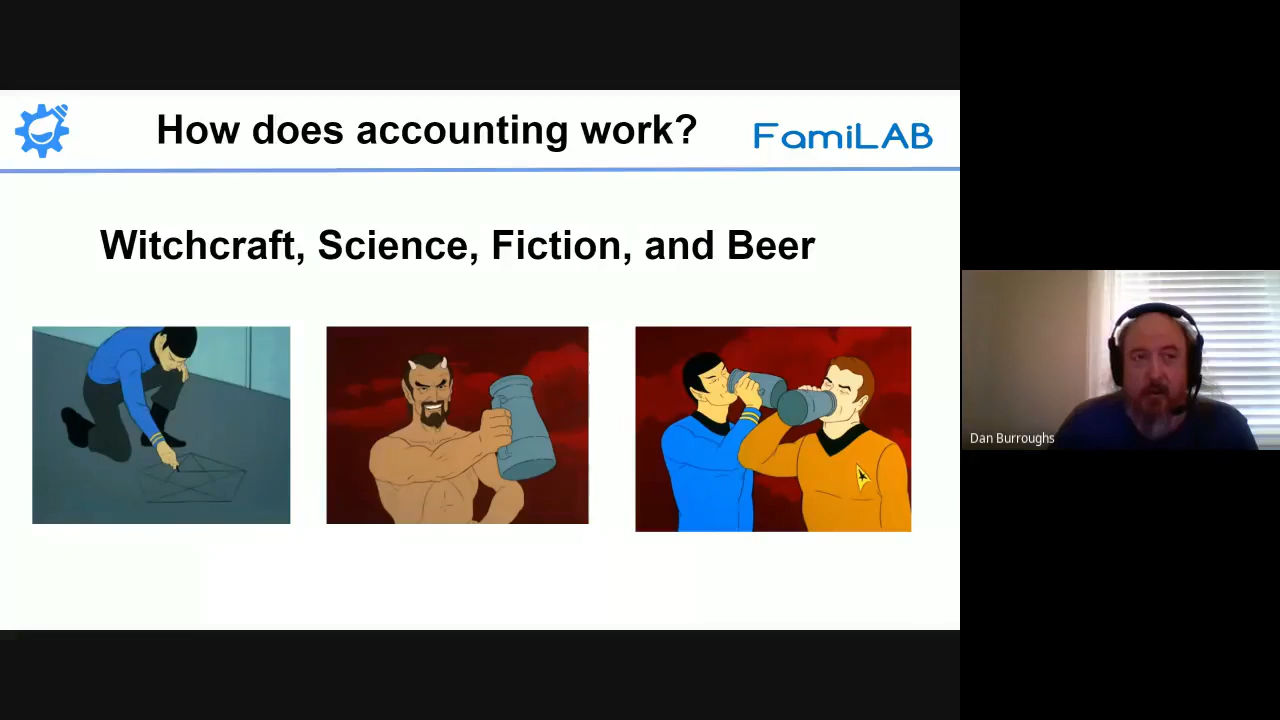 How does accounting work?
FamiLAB
Witchcraft, Science, Fiction, and Beer
Dan Burroughs